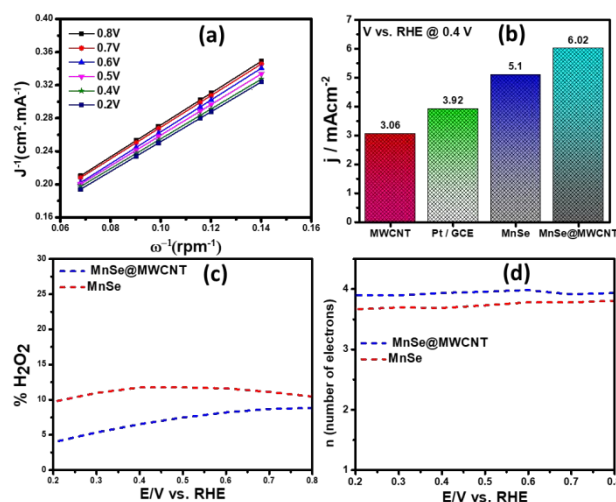 (a)
0.8V
0.7V
0.6V
0.5V
0.4V
0.2V
J⁻¹(cm².mA⁻¹)
0.40
0.36
0.32
0.28
0.24
0.20
0.16
0.06 0.08 0.10 0.12 0.14 0.16
ω⁻¹(rpm⁻¹)
(b)
V vs. RHE @ 0.4 V
j / mAcm⁻²
7
6
5
4
3
2
1
0
3.06
3.92
5.1
6.02
MWCNT Pt / GCE MnSe MnSe@MWCNT
(c)
MnSe@MWCNT
MnSe
% H₂O₂
30
25
20
15
10
5
0
0.2 0.3 0.4 0.5 0.6 0.7 0.8
E/V vs. RHE
(d)
MnSe@MWCNT
MnSe
n (number of electrons)
5
4
3
2
1
0.2 0.3 0.4 0.5 0.6 0.7 0.8
E/V vs. RHE